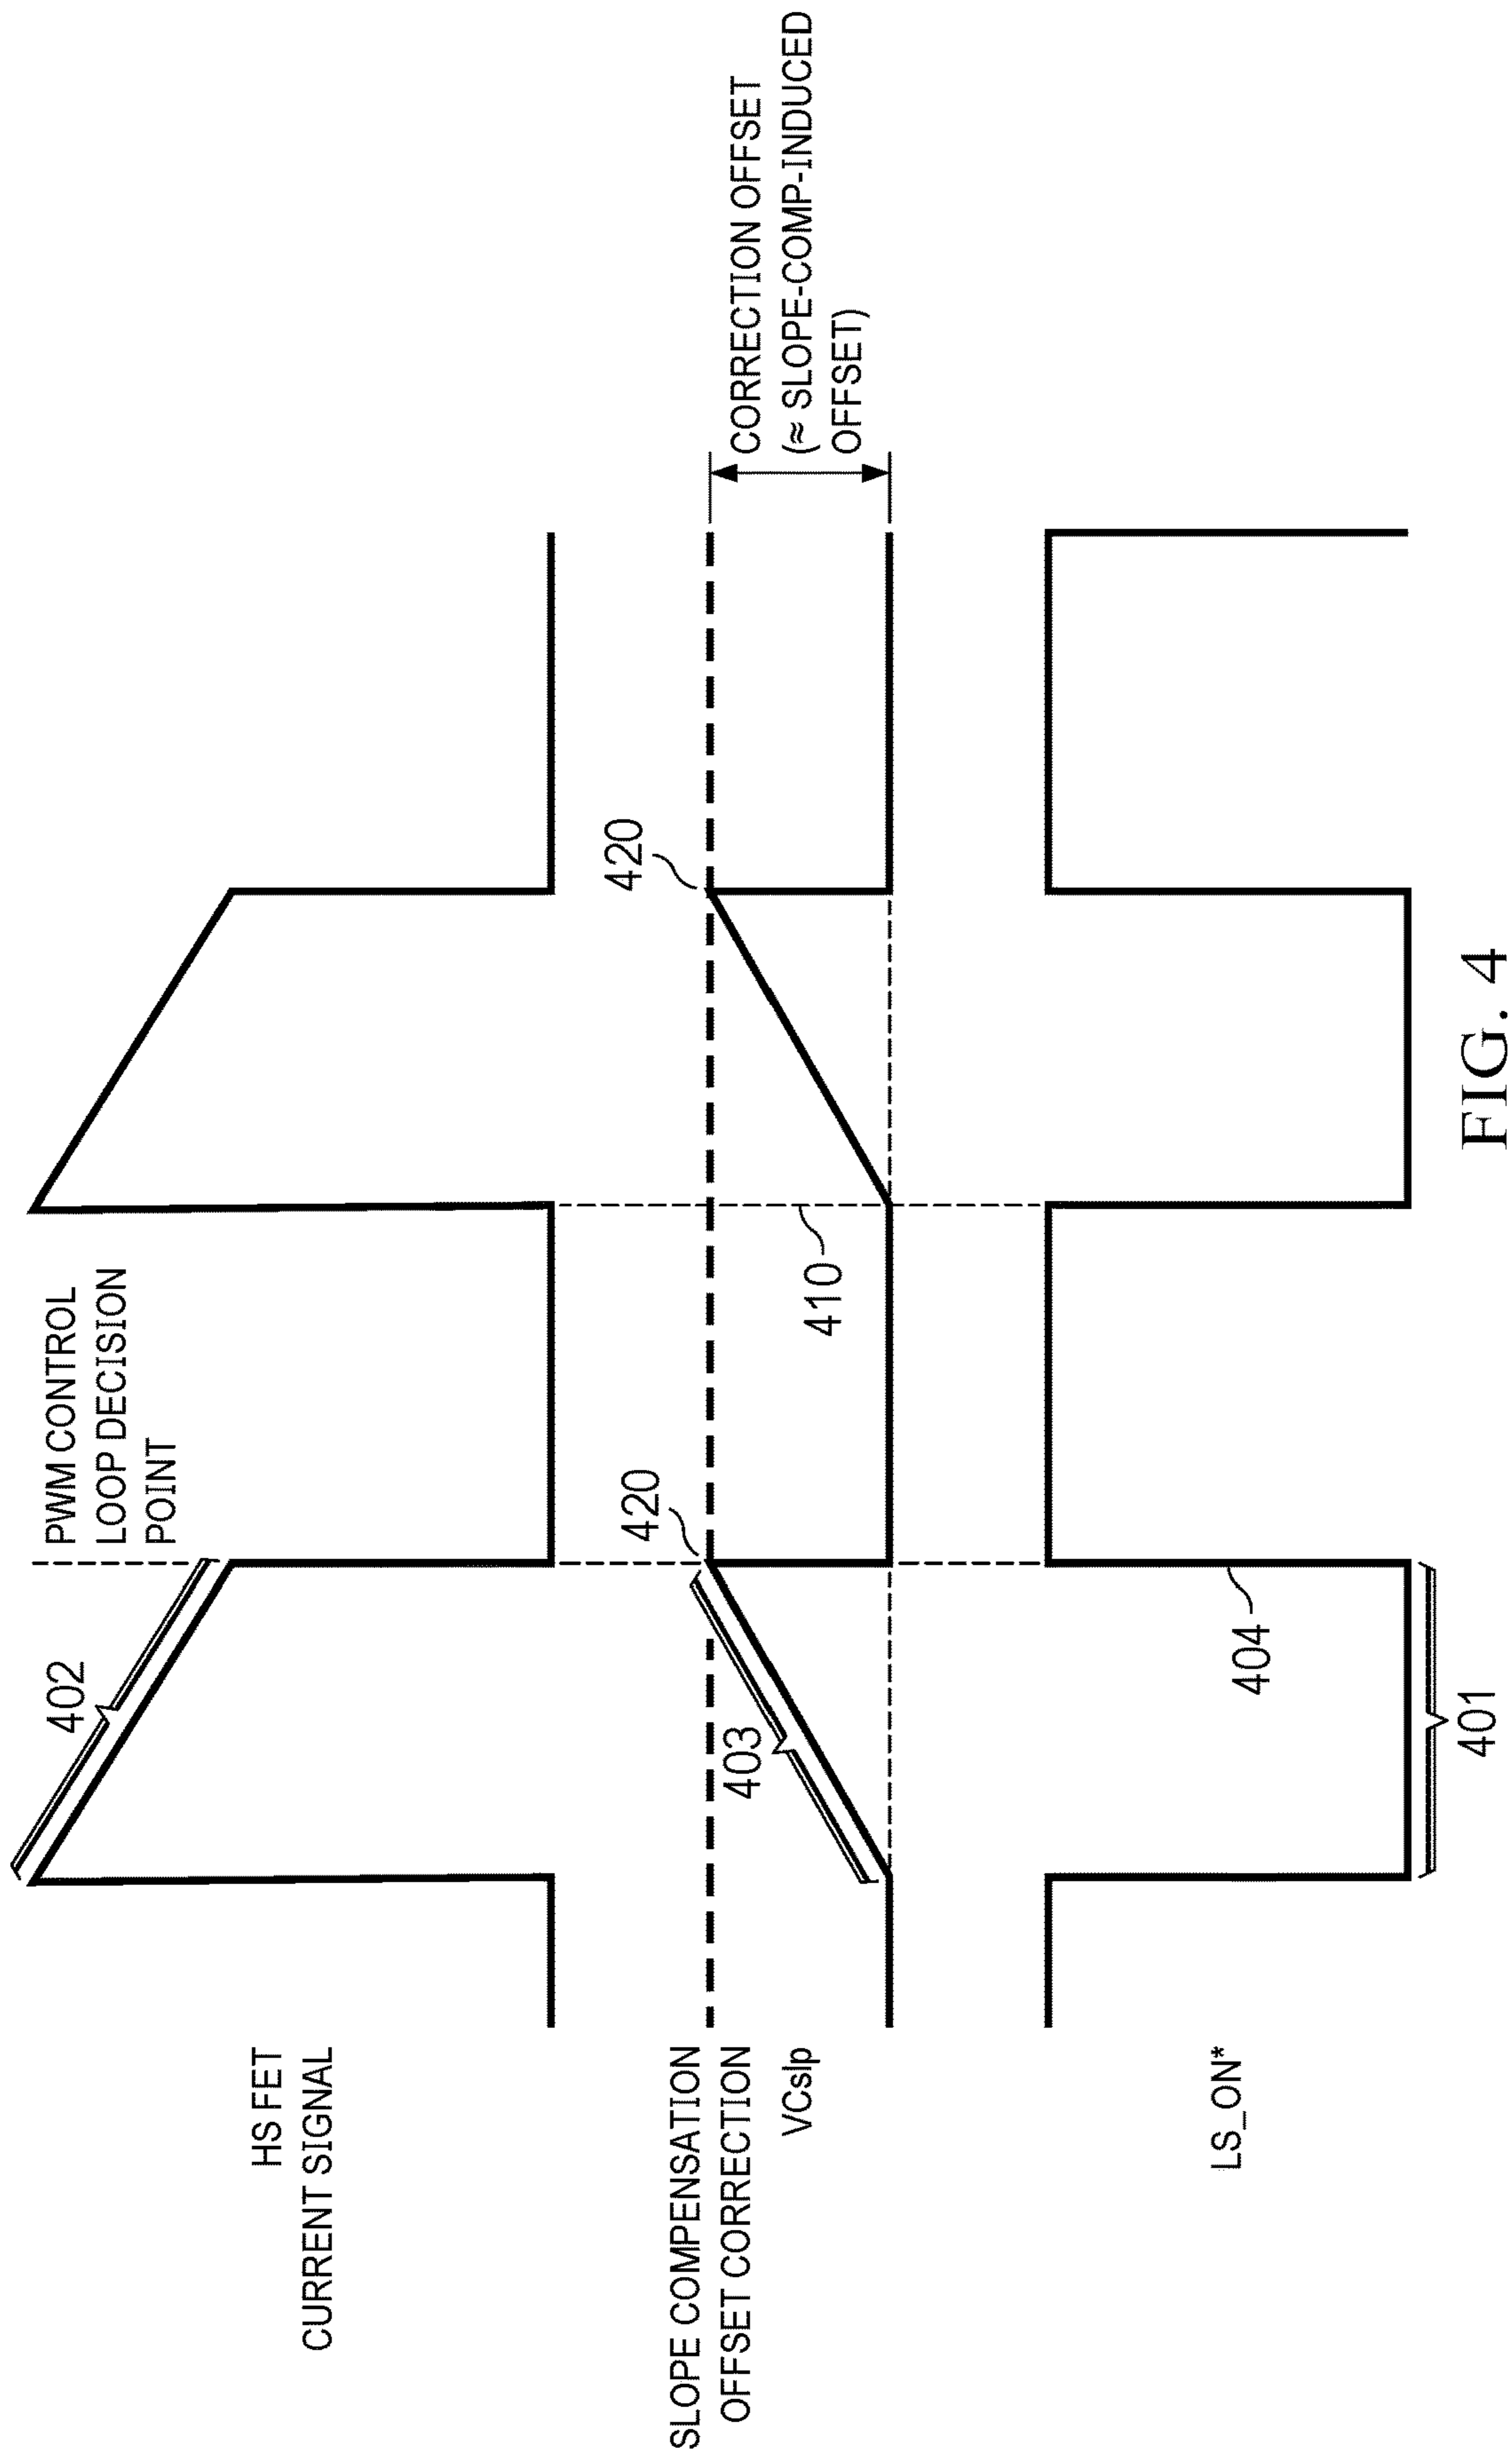 PWM CONTROL
LOOP DECISION
POINT
402
HS FET
CURRENT SIGNAL
420
420
CORRECTION OFFSET
(≈ SLOPE-COMP-INDUCED
OFFSET)
SLOPE COMPENSATION
OFFSET CORRECTION
VCslp
403
410
LS_ON*
404
401
FIG. 4